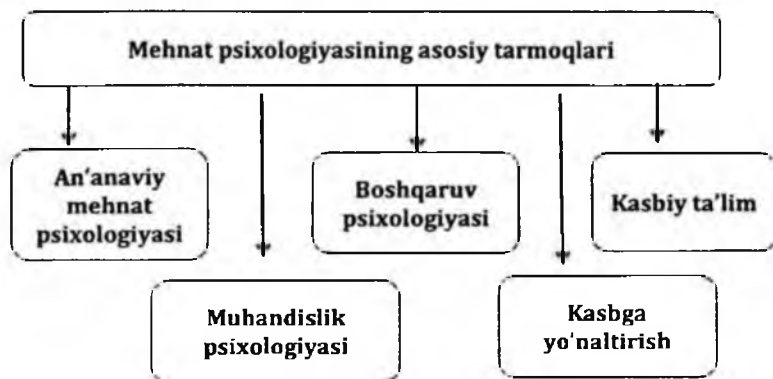 Mehnat psixologiyasining asosiy tarmoqlari
An'anaviy
mehnat
psixologiyasi
Boshqaruv
psixologiyasi
Kasbiy ta'lim
Muhandislik
psixologiyasi
Kasbga
yo'naltirish